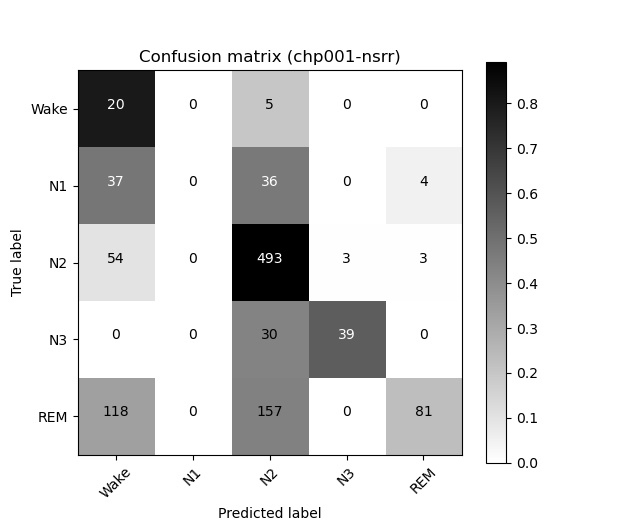 Confusion matrix (chp001-nsrr)
Wake 20 0 5 0 0
N1 37 0 36 0 4
N2 54 0 493 3 3
N3 0 0 30 39 0
REM 118 0 157 0 81
Wake N1 N2 N3 REM
True label
Predicted label
0.8
0.7
0.6
0.5
0.4
0.3
0.2
0.1
0.0